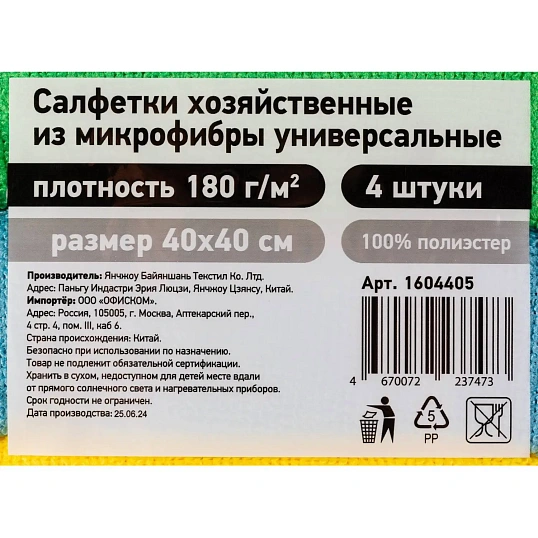 Салфетки хозяйственные
из микрофибры универсальные
плотность 180 г/м²
4 штуки
размер 40х40 см
100% полиэстер
Производитель: Янчжоу Байяншань Текстил Ко. Лтд.
Адрес: Паньгу Индастри Эрия Люцзи, Янчжоу Цзянсу, Китай.
Импортёр: ООО «ОФИСКОМ».
Адрес: Россия, 105005, г. Москва, Аптекарский пер.,
4 стр. 4, пом. III, каб 6.
Страна происхождения: Китай.
Безопасно при использовании по назначению.
Товар не подлежит обязательной сертификации.
Хранить в сухом, недоступном для детей месте вдали
от прямого солнечного света и нагревательных приборов.
Срок годности не ограничен.
Дата производства: 25.06.24
Арт. 1604405
4 670072 237473
5
PP